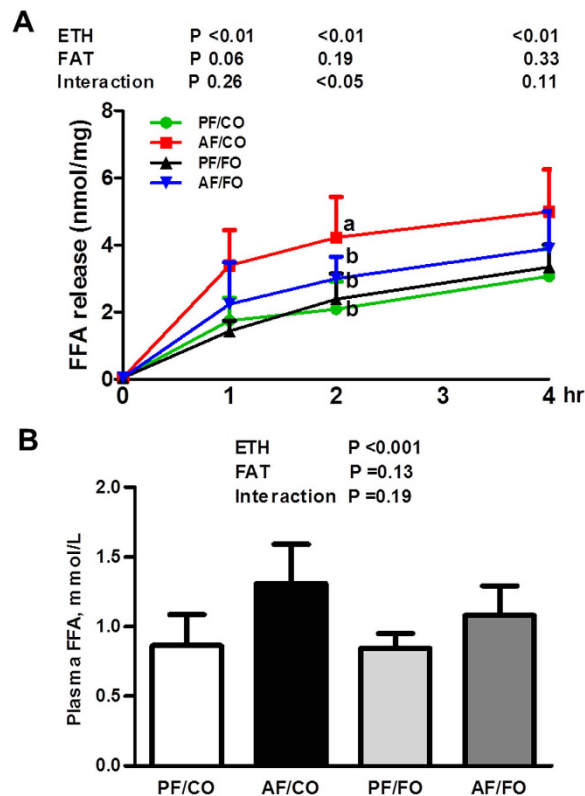 A
ETH P <0.01 <0.01 <0.01
FAT P 0.06 0.19 0.33
Interaction P 0.26 <0.05 0.11
8
6
4
2
0
FFA release (nmol/mg)
PF/CO
AF/CO
PF/FO
AF/FO
a
b
b
b
0 1 2 3 4 hr
B
ETH P <0.001
FAT P =0.13
Interaction P =0.19
2.0
1.5
1.0
0.5
0.0
Plasma FFA, mmol/L
PF/CO AF/CO PF/FO AF/FO